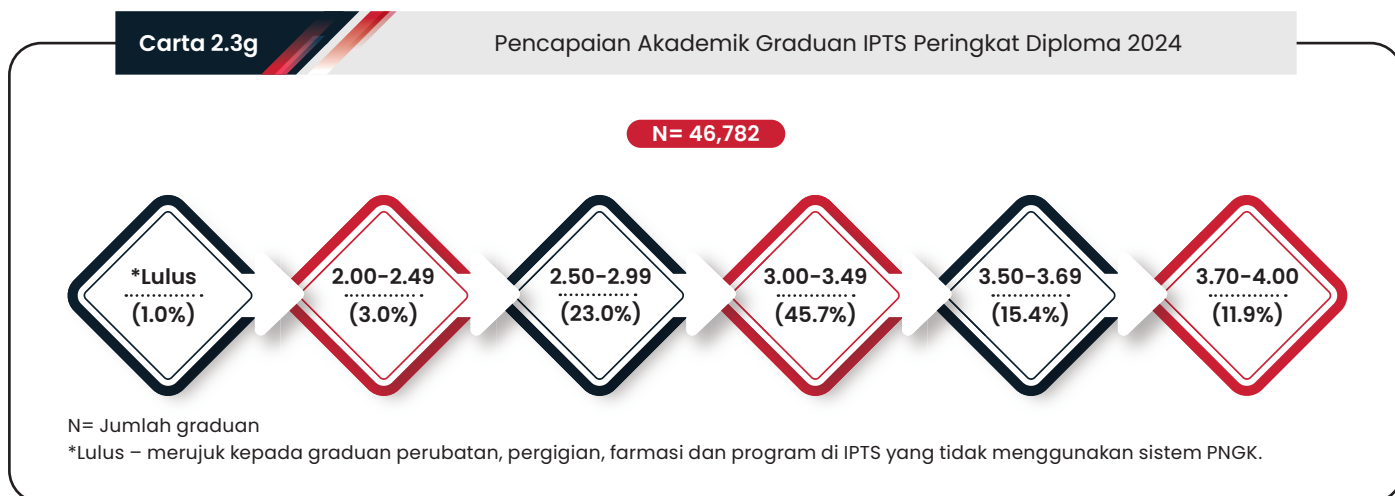 Carta 2.3g
Pencapaian Akademik Graduan IPTS Peringkat Diploma 2024
N= 46,782
*Lulus
(1.0%)
2.00-2.49
(3.0%)
2.50-2.99
(23.0%)
3.00-3.49
(45.7%)
3.50-3.69
(15.4%)
3.70-4.00
(11.9%)
N= Jumlah graduan
*Lulus – merujuk kepada graduan perubatan, pergigian, farmasi dan program di IPTS yang tidak menggunakan sistem PNGK.